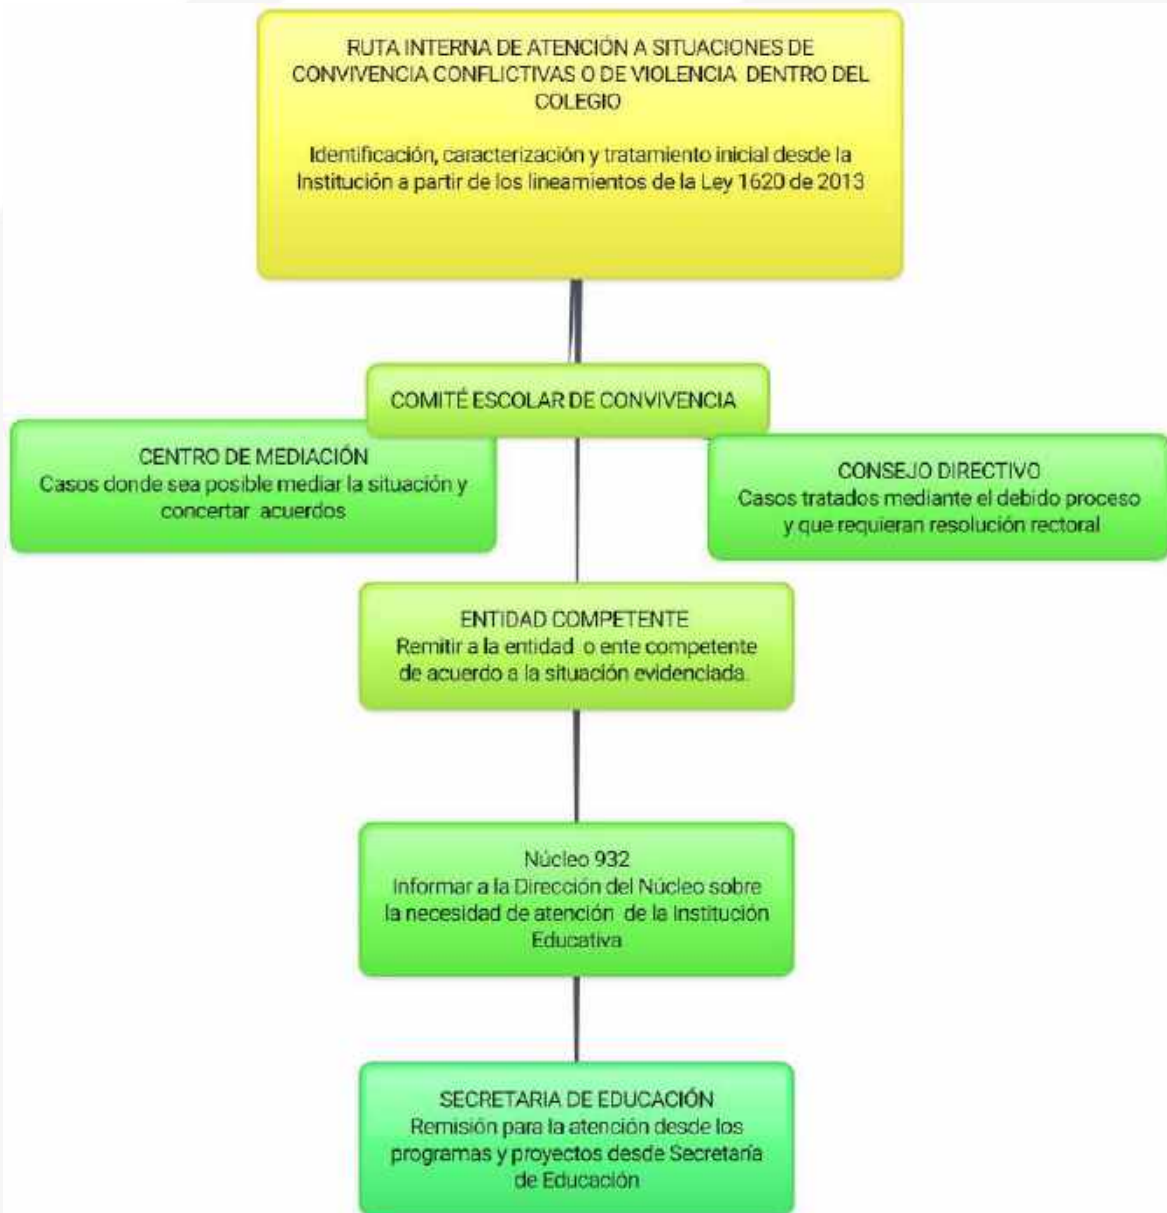 RUTA INTERNA DE ATENCIÓN A SITUACIONES DE
CONVIVENCIA CONFLICTIVAS O DE VIOLENCIA DENTRO DEL
COLEGIO
Identificación, caracterización y tratamiento inicial desde la
Institución a partir de los lineamientos de la Ley 1620 de 2013
COMITÉ ESCOLAR DE CONVIVENCIA
CENTRO DE MEDIACIÓN
Casos donde sea posible mediar la situación y
concertar acuerdos
CONSEJO DIRECTIVO
Casos tratados mediante el debido proceso
y que requieran resolución rectoral
ENTIDAD COMPETENTE
Remitir a la entidad o ente competente
de acuerdo a la situación evidenciada.
Núcleo 932
Informar a la Dirección del Núcleo sobre
la necesidad de atención de la Institución
Educativa
SECRETARIA DE EDUCACIÓN
Remisión para la atención desde los
programas y proyectos desde Secretaría
de Educación